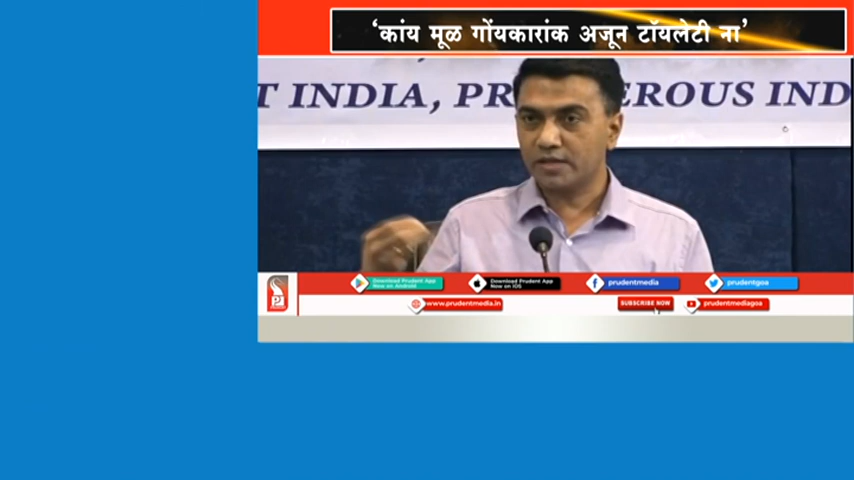 ‘कांय मूळ गोंयकारांक अजून टॉयलेटी ना’
T INDIA, PR EROUS IND
Download Prudent App
Now on Android
Download Prudent App
Now on iOS
prudentmedia
prudentgoa
www.prudentmedia.in
SUBSCRIBE NOW
prudentmediagoa